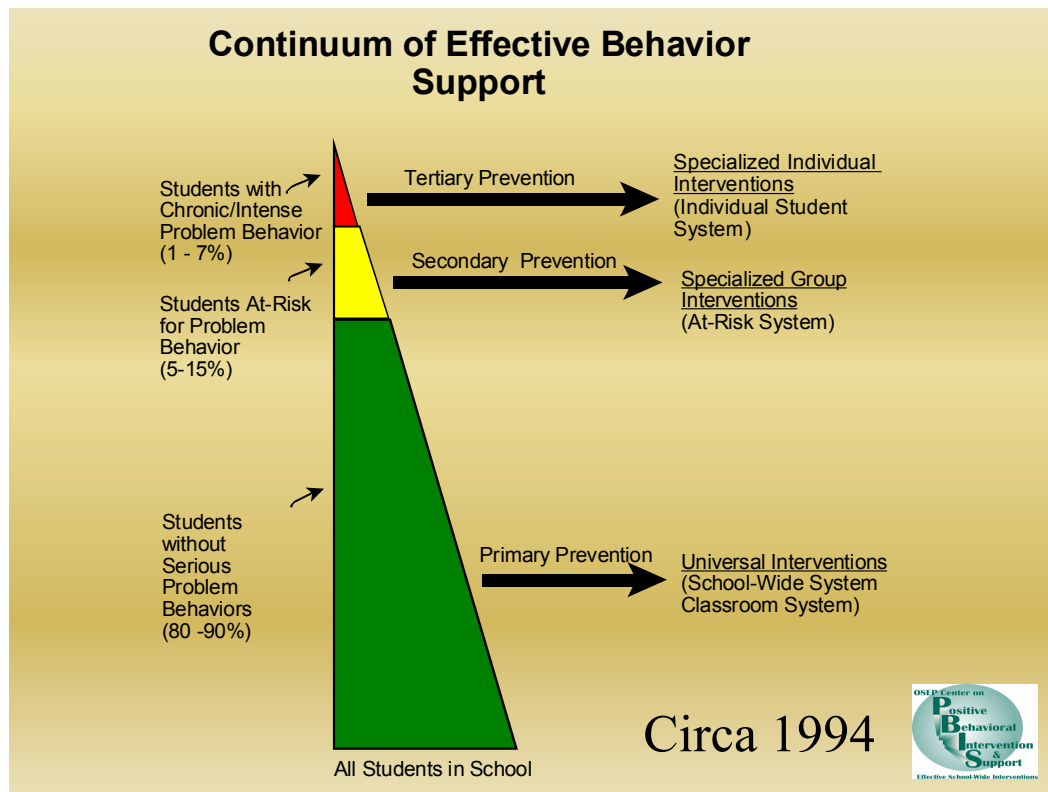 Continuum of Effective Behavior
Support
Students with
Chronic/Intense
Problem Behavior
(1 - 7%)
Tertiary Prevention
Specialized Individual
Interventions
(Individual Student
System)
Students At-Risk
for Problem
Behavior
(5-15%)
Secondary Prevention
Specialized Group
Interventions
(At-Risk System)
Students
without
Serious
Problem
Behaviors
(80 -90%)
Primary Prevention
Universal Interventions
(School-Wide System
Classroom System)
All Students in School
Circa 1994
OSEP Center on
Positive
Behavioral
Intervention
&
Support
Effective School-Wide Interventions